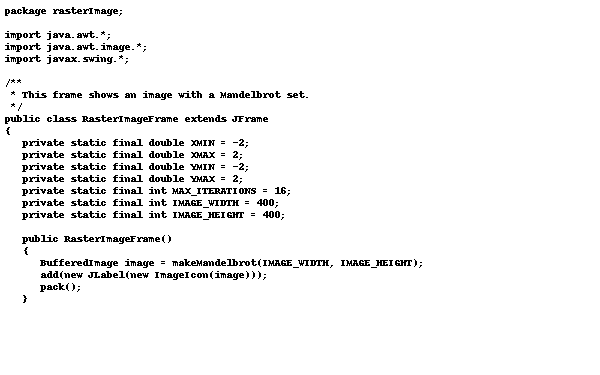 package rasterImage;

import java.awt.*;
import java.awt.image.*;
import javax.swing.*;

/**
 * This frame shows an image with a Mandelbrot set.
 */
public class RasterImageFrame extends JFrame
{
   private static final double XMIN = -2;
   private static final double XMAX = 2;
   private static final double YMIN = -2;
   private static final double YMAX = 2;
   private static final int MAX_ITERATIONS = 16;
   private static final int IMAGE_WIDTH = 400;
   private static final int IMAGE_HEIGHT = 400;

   public RasterImageFrame()
   {
      BufferedImage image = makeMandelbrot(IMAGE_WIDTH, IMAGE_HEIGHT);
      add(new JLabel(new ImageIcon(image)));
      pack();
   }